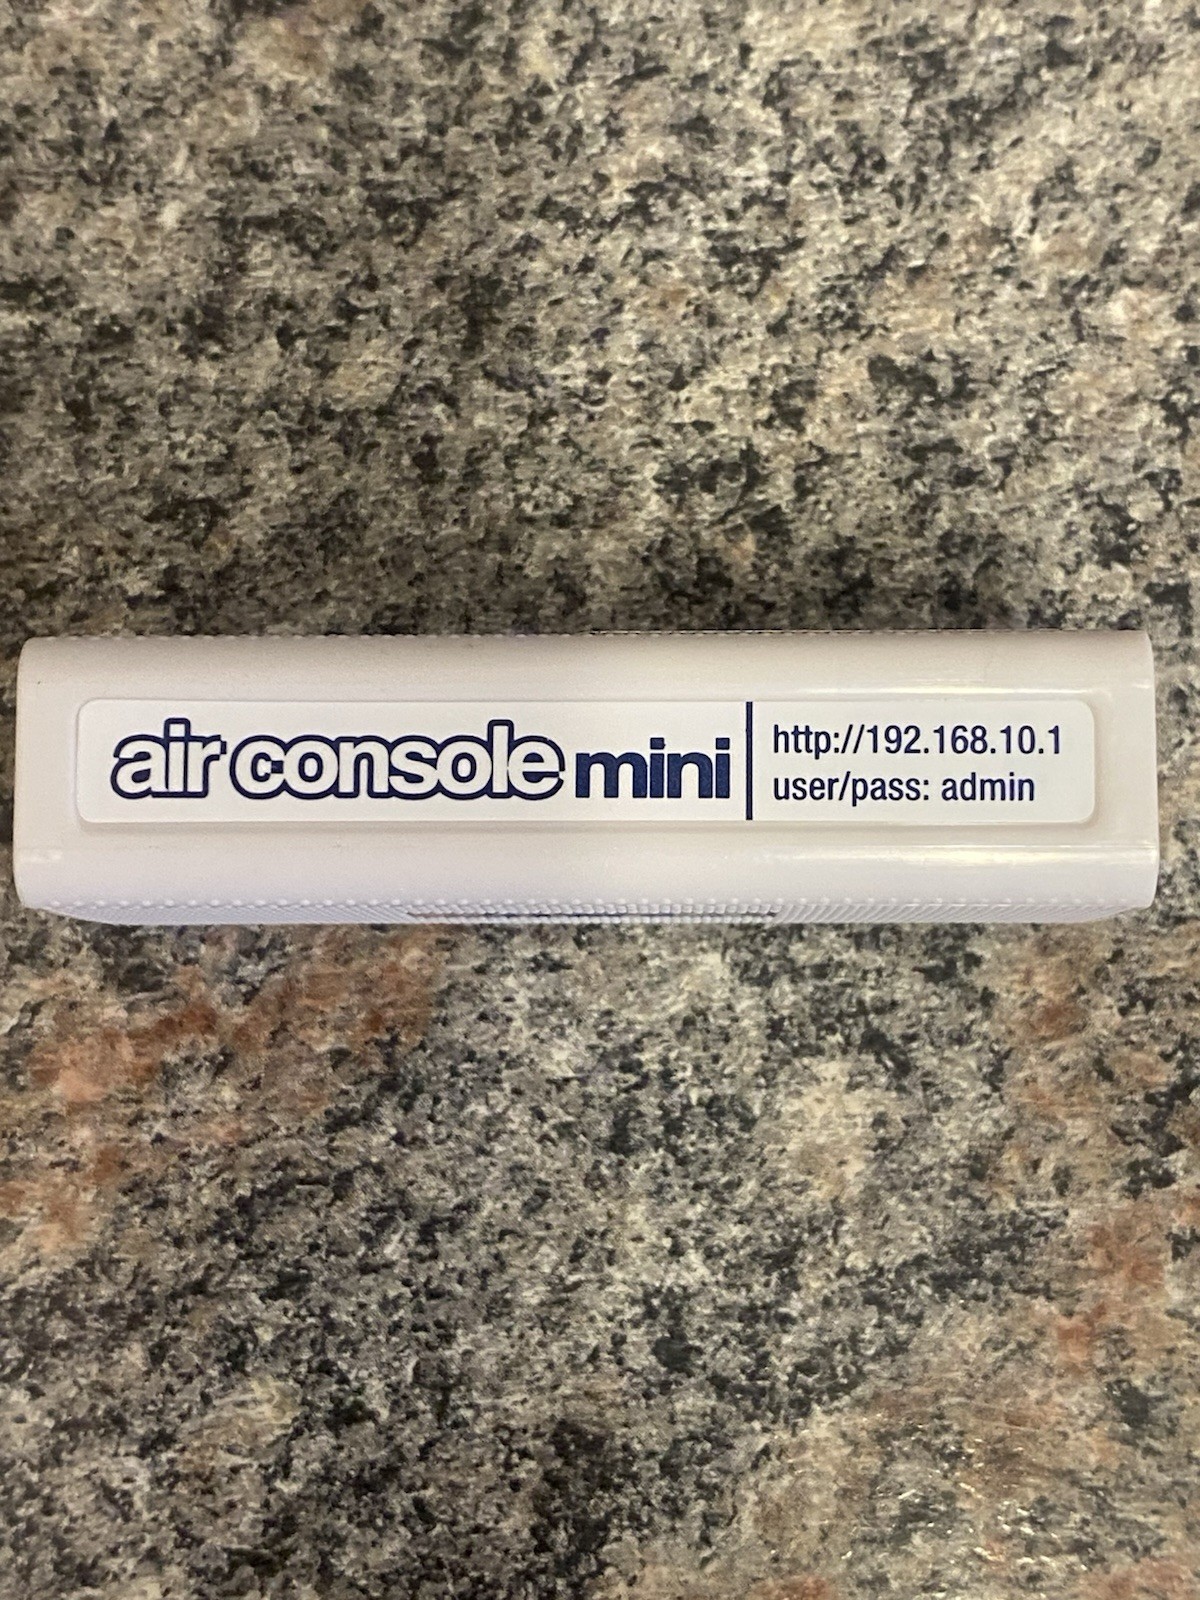 air console mini
http://192.168.10.1
user/pass: admin